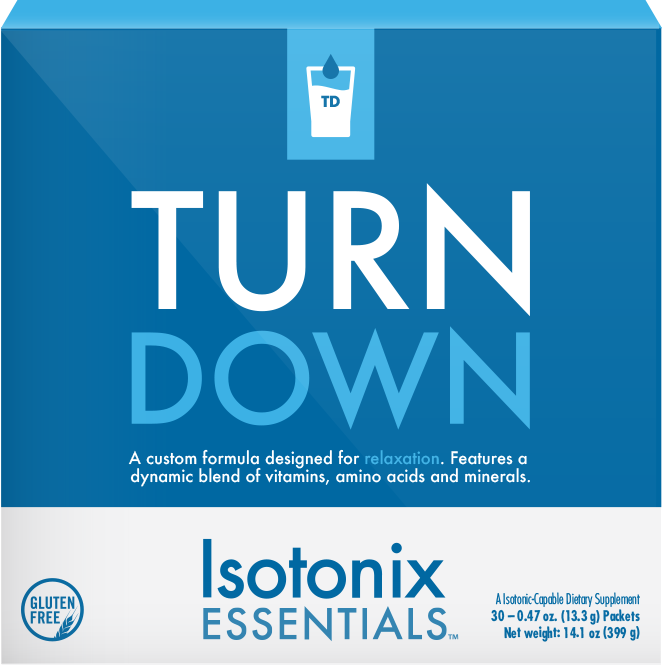 TD
TURN
DOWN
A custom formula designed for relaxation. Features a
dynamic blend of vitamins, amino acids and minerals.
Isotonix
ESSENTIALS™
GLUTEN
FREE
A Isotonic-Capable Dietary Supplement
30 – 0.47 oz. (13.3 g) Packets
Net weight: 14.1 oz (399 g)